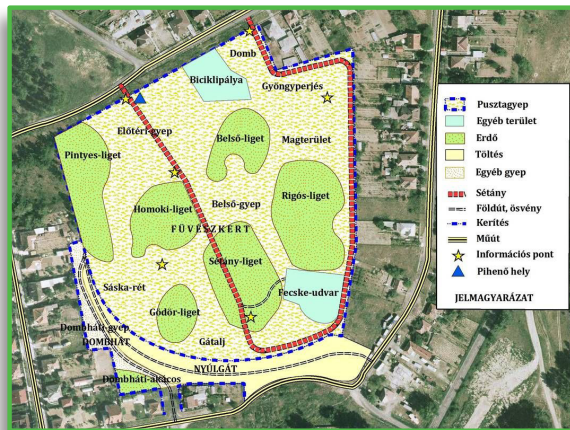 Domb
Biciklipálya
Gyöngyperjés
Előtéri-gyep
Belső-liget
Magterület
Pintyes-liget
Rigós-liget
Homoki-liget
Belső-gyep
FÜVÉSZKERT
Sétány-liget
Sáska-rét
Fecske-udvar
Gödör-liget
Dombháti-gyep
DOMBHÁT
Gátalj
NYÚLGÁT
Dombháti-akácos
Pusztagyep
Egyéb terület
Erdő
Töltés
Egyéb gyep
Sétány
Földút, ösvény
Kerítés
Műút
Információs pont
Pihenő hely
JELMAGYARÁZAT